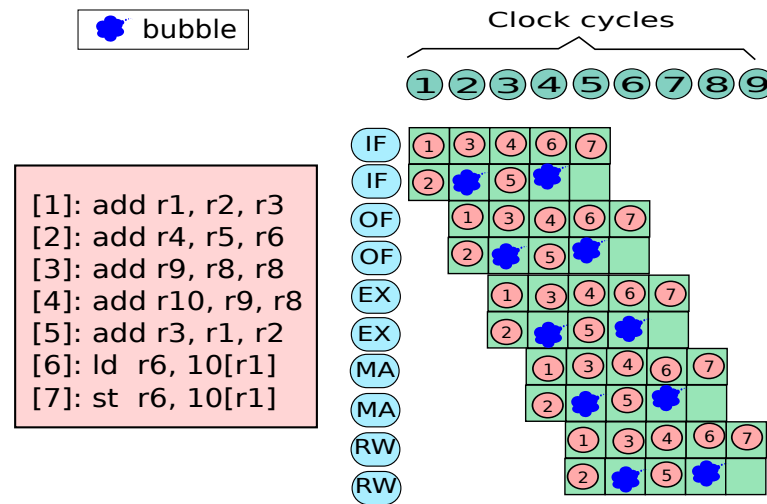 bubble
Clock cycles
1 2 3 4 5 6 7 8 9
IF 1 3 4 6 7
IF 2 5
OF 1 3 4 6 7
OF 2 5
EX 1 3 4 6 7
EX 2 5
MA 1 3 4 6 7
MA 2 5
RW 1 3 4 6 7
RW 2 5
[1]: add r1, r2, r3
[2]: add r4, r5, r6
[3]: add r9, r8, r8
[4]: add r10, r9, r8
[5]: add r3, r1, r2
[6]: ld r6, 10[r1]
[7]: st r6, 10[r1]